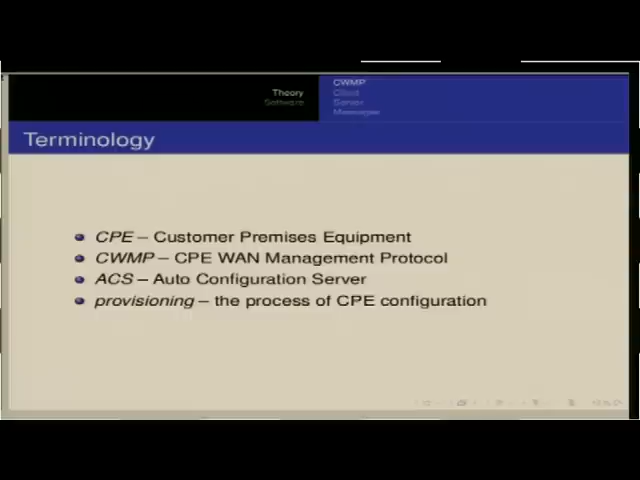 Theory
Software
CWMP
Client
Server
Messages
Terminology
CPE – Customer Premises Equipment
CWMP – CPE WAN Management Protocol
ACS – Auto Configuration Server
provisioning – the process of CPE configuration